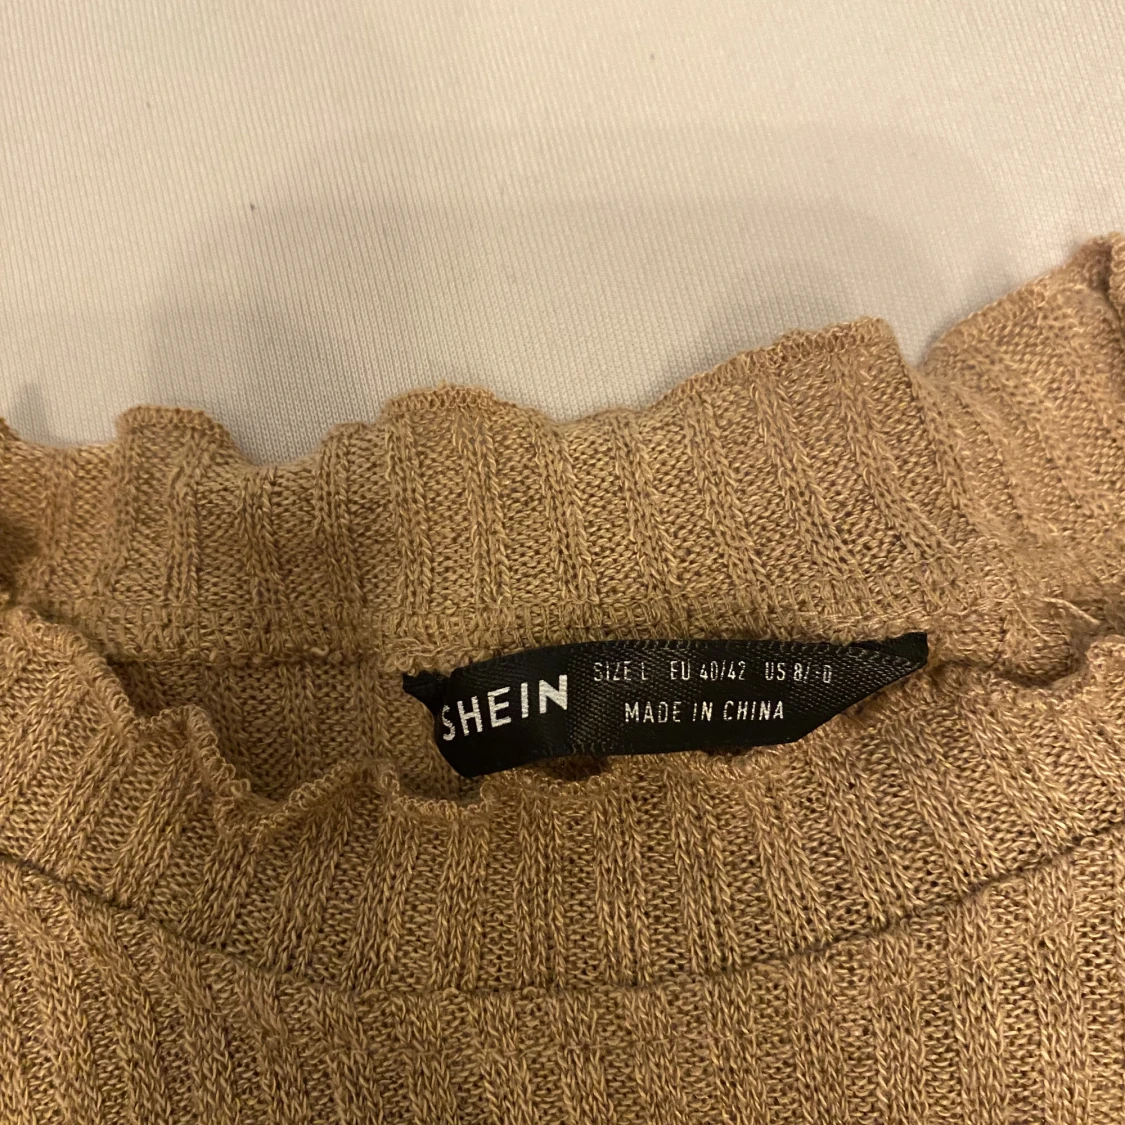 SHEIN
SIZE L EU 40/42 US 8/10
MADE IN CHINA